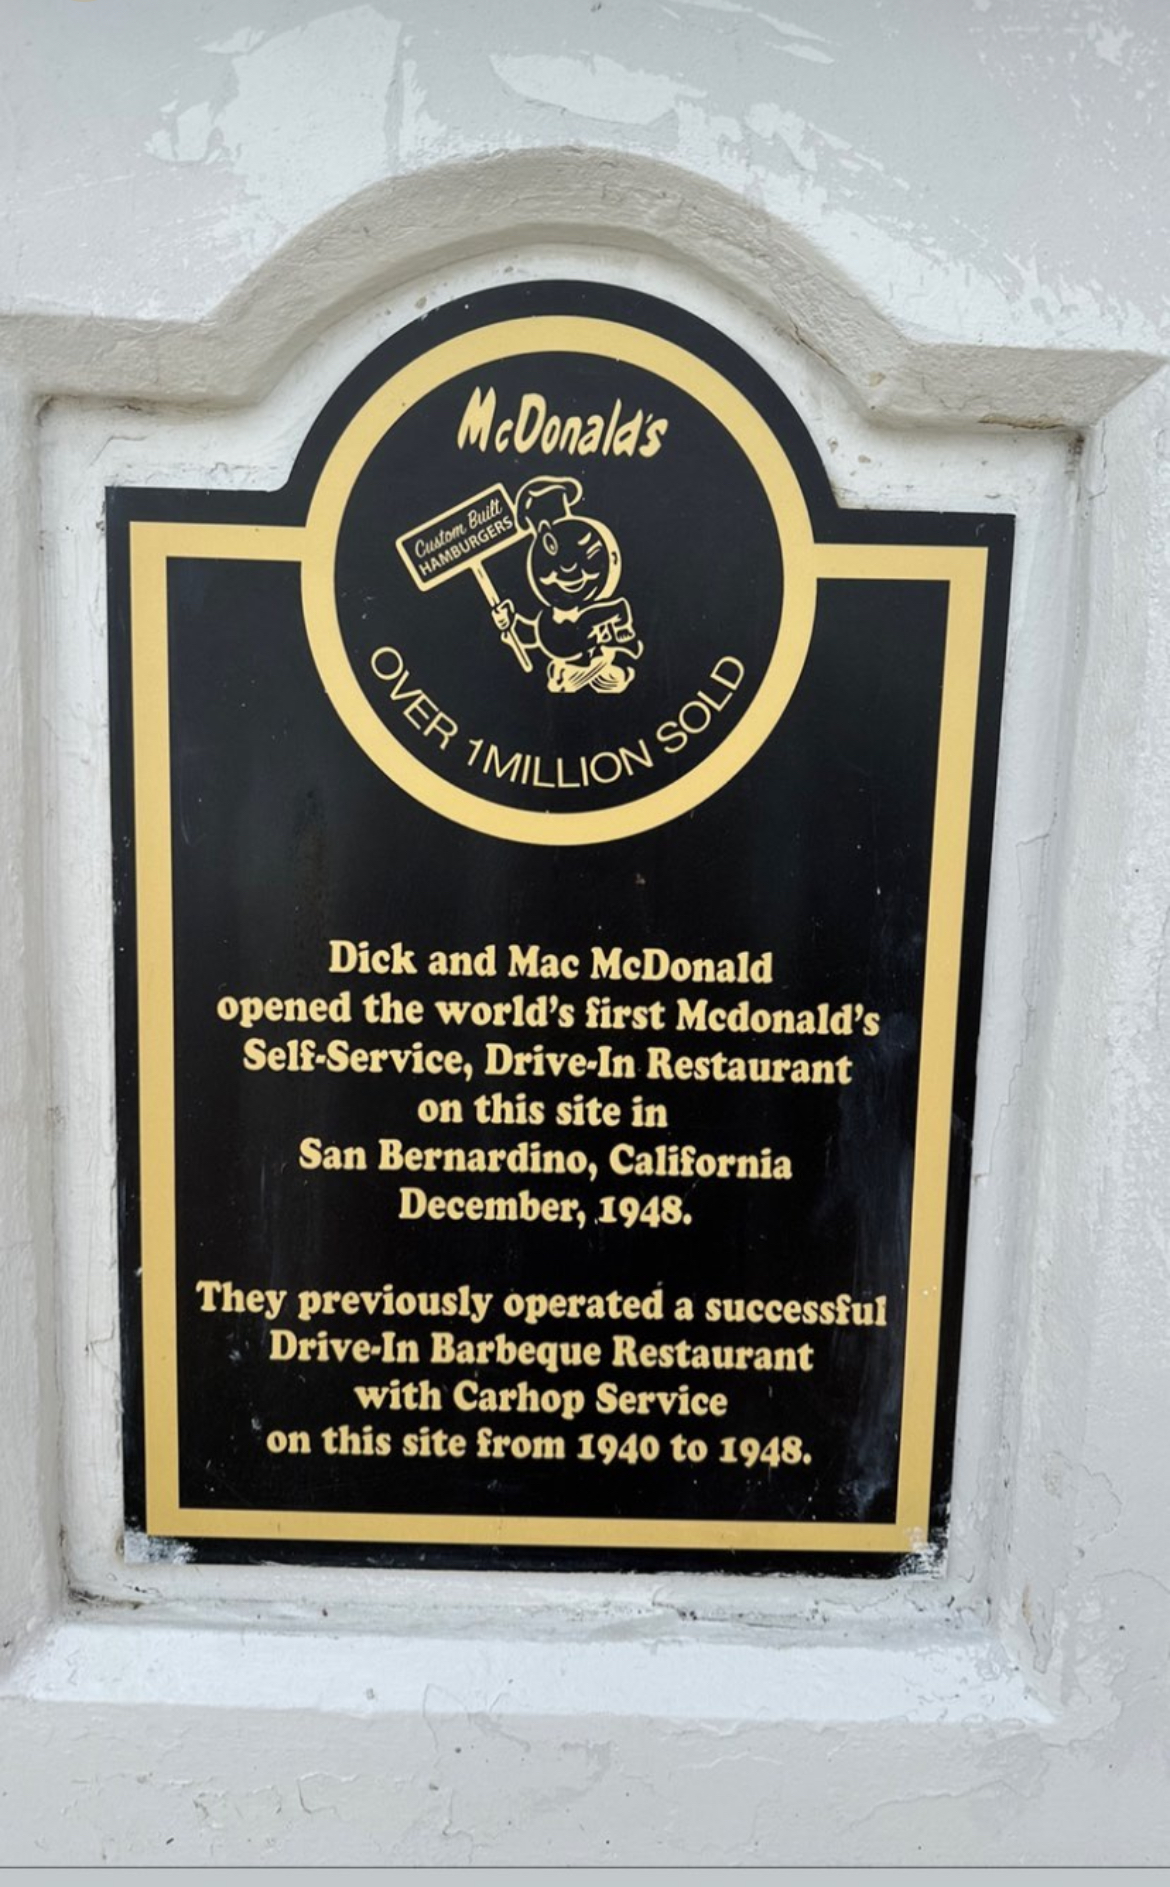 McDonald's
Custom Built
HAMBURGERS
OVER 1 MILLION SOLD
Dick and Mac McDonald
opened the world's first Mcdonald's
Self-Service, Drive-In Restaurant
on this site in
San Bernardino, California
December, 1948.
They previously operated a successful
Drive-In Barbeque Restaurant
with Carhop Service
on this site from 1940 to 1948.